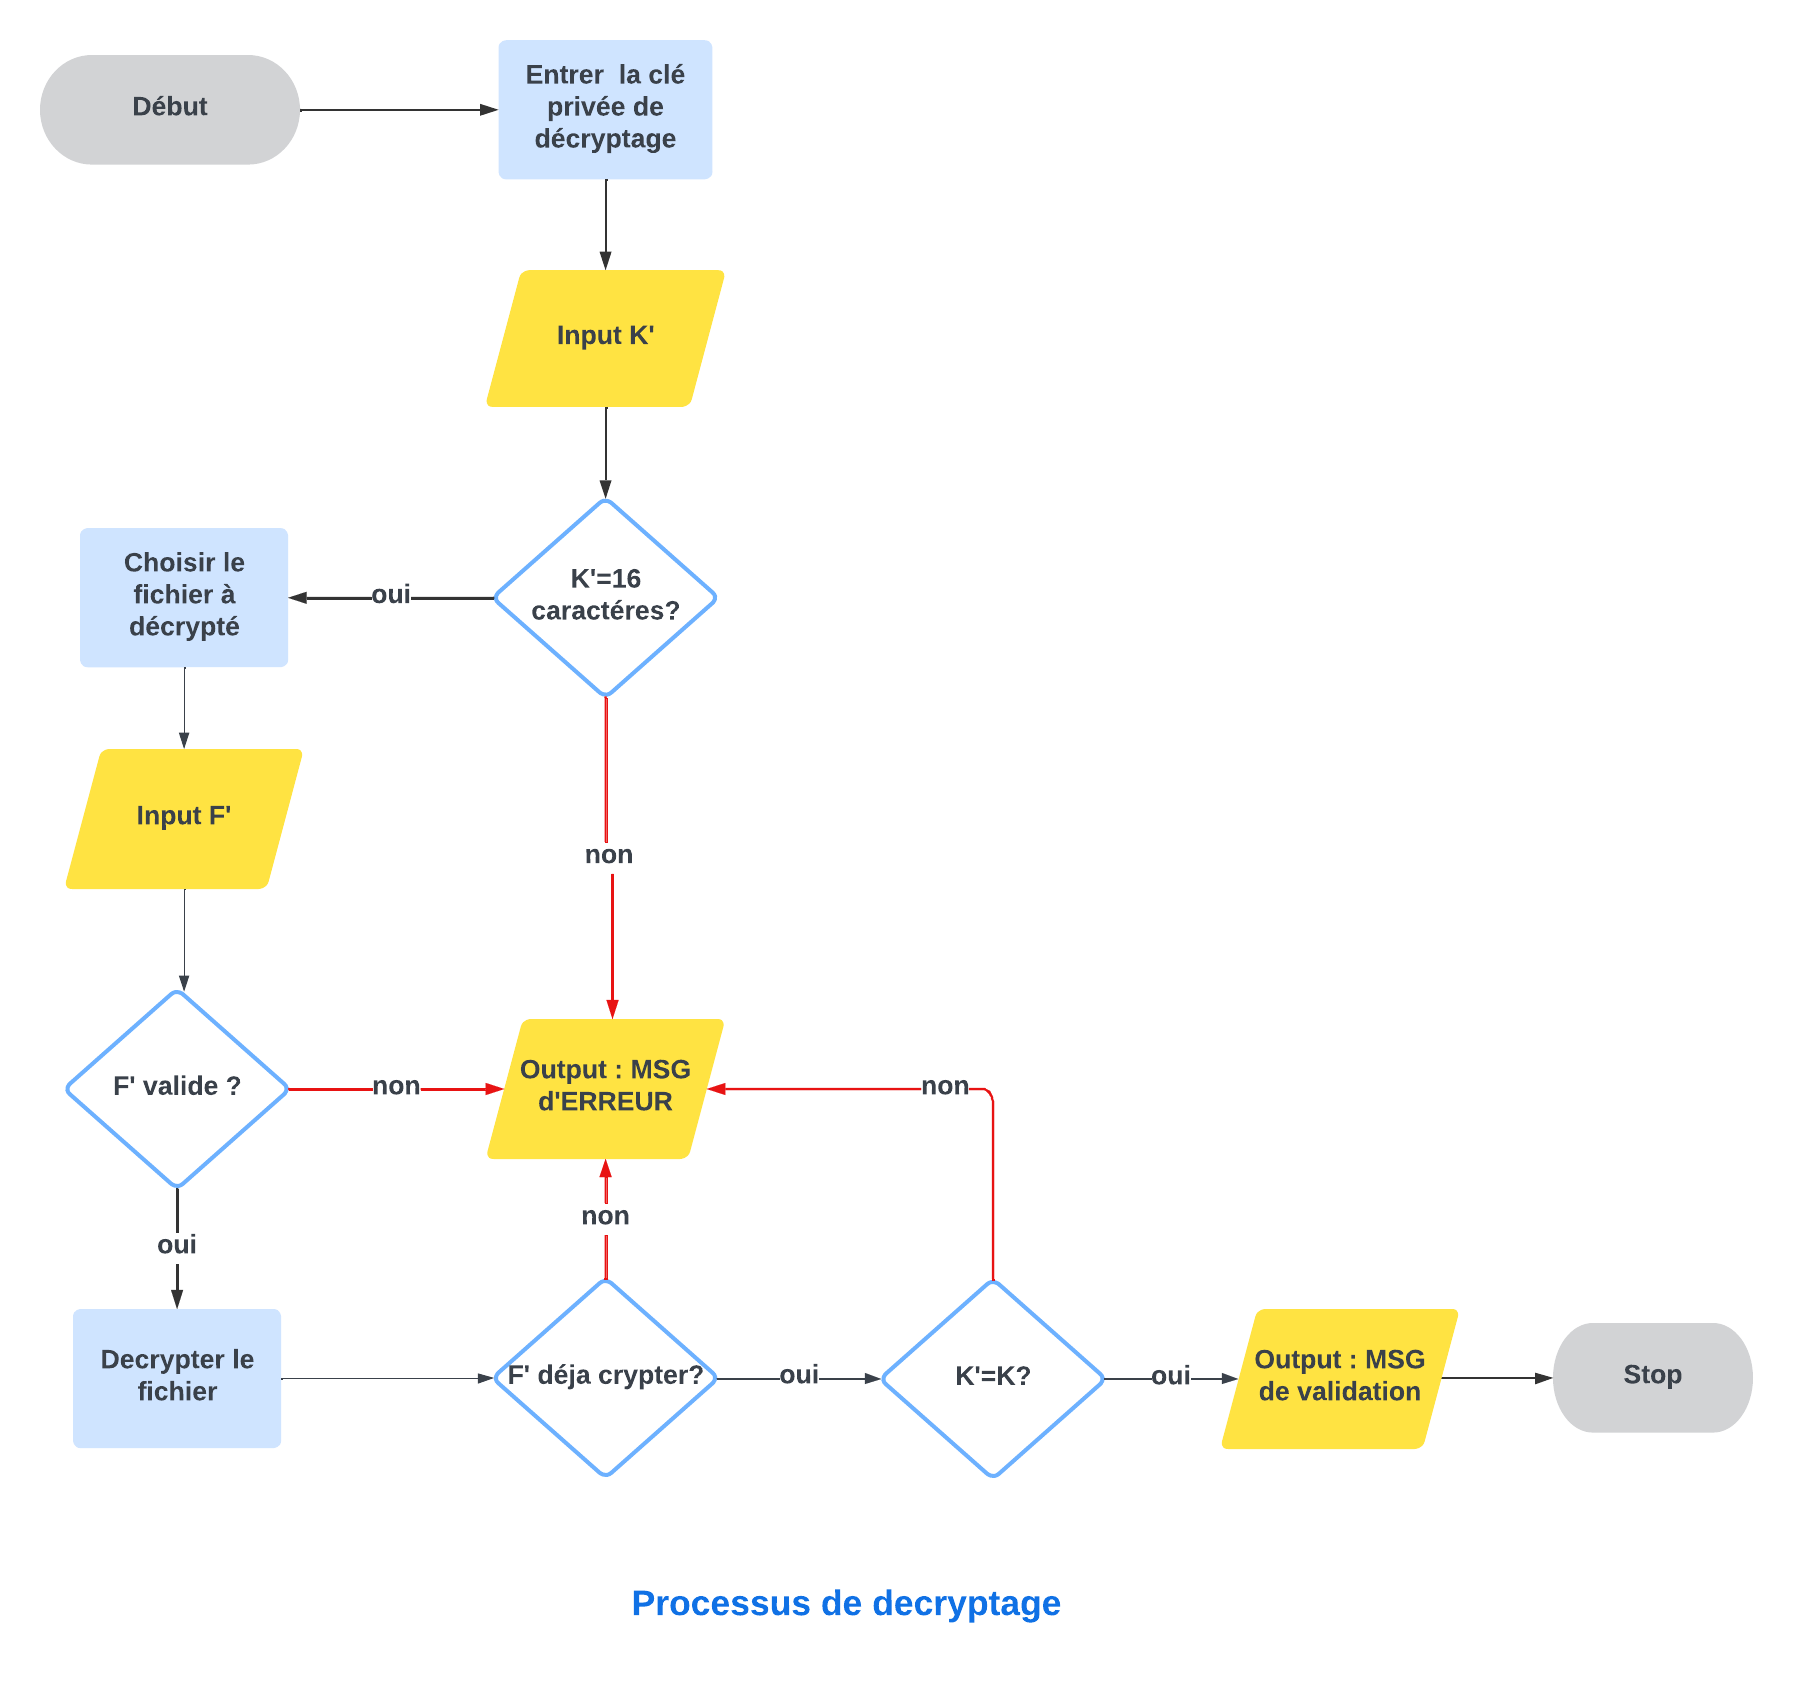 Début
Entrer  la clé
privée de
décryptage
Input K'
K'=16
caractéres?
oui
Choisir le
fichier à
décrypté
Input F'
non
F' valide ?
non
Output : MSG
d'ERREUR
non
oui
non
Decrypter le
fichier
F' déja crypter?
oui
K'=K?
oui
Output : MSG
de validation
Stop
Processus de decryptage